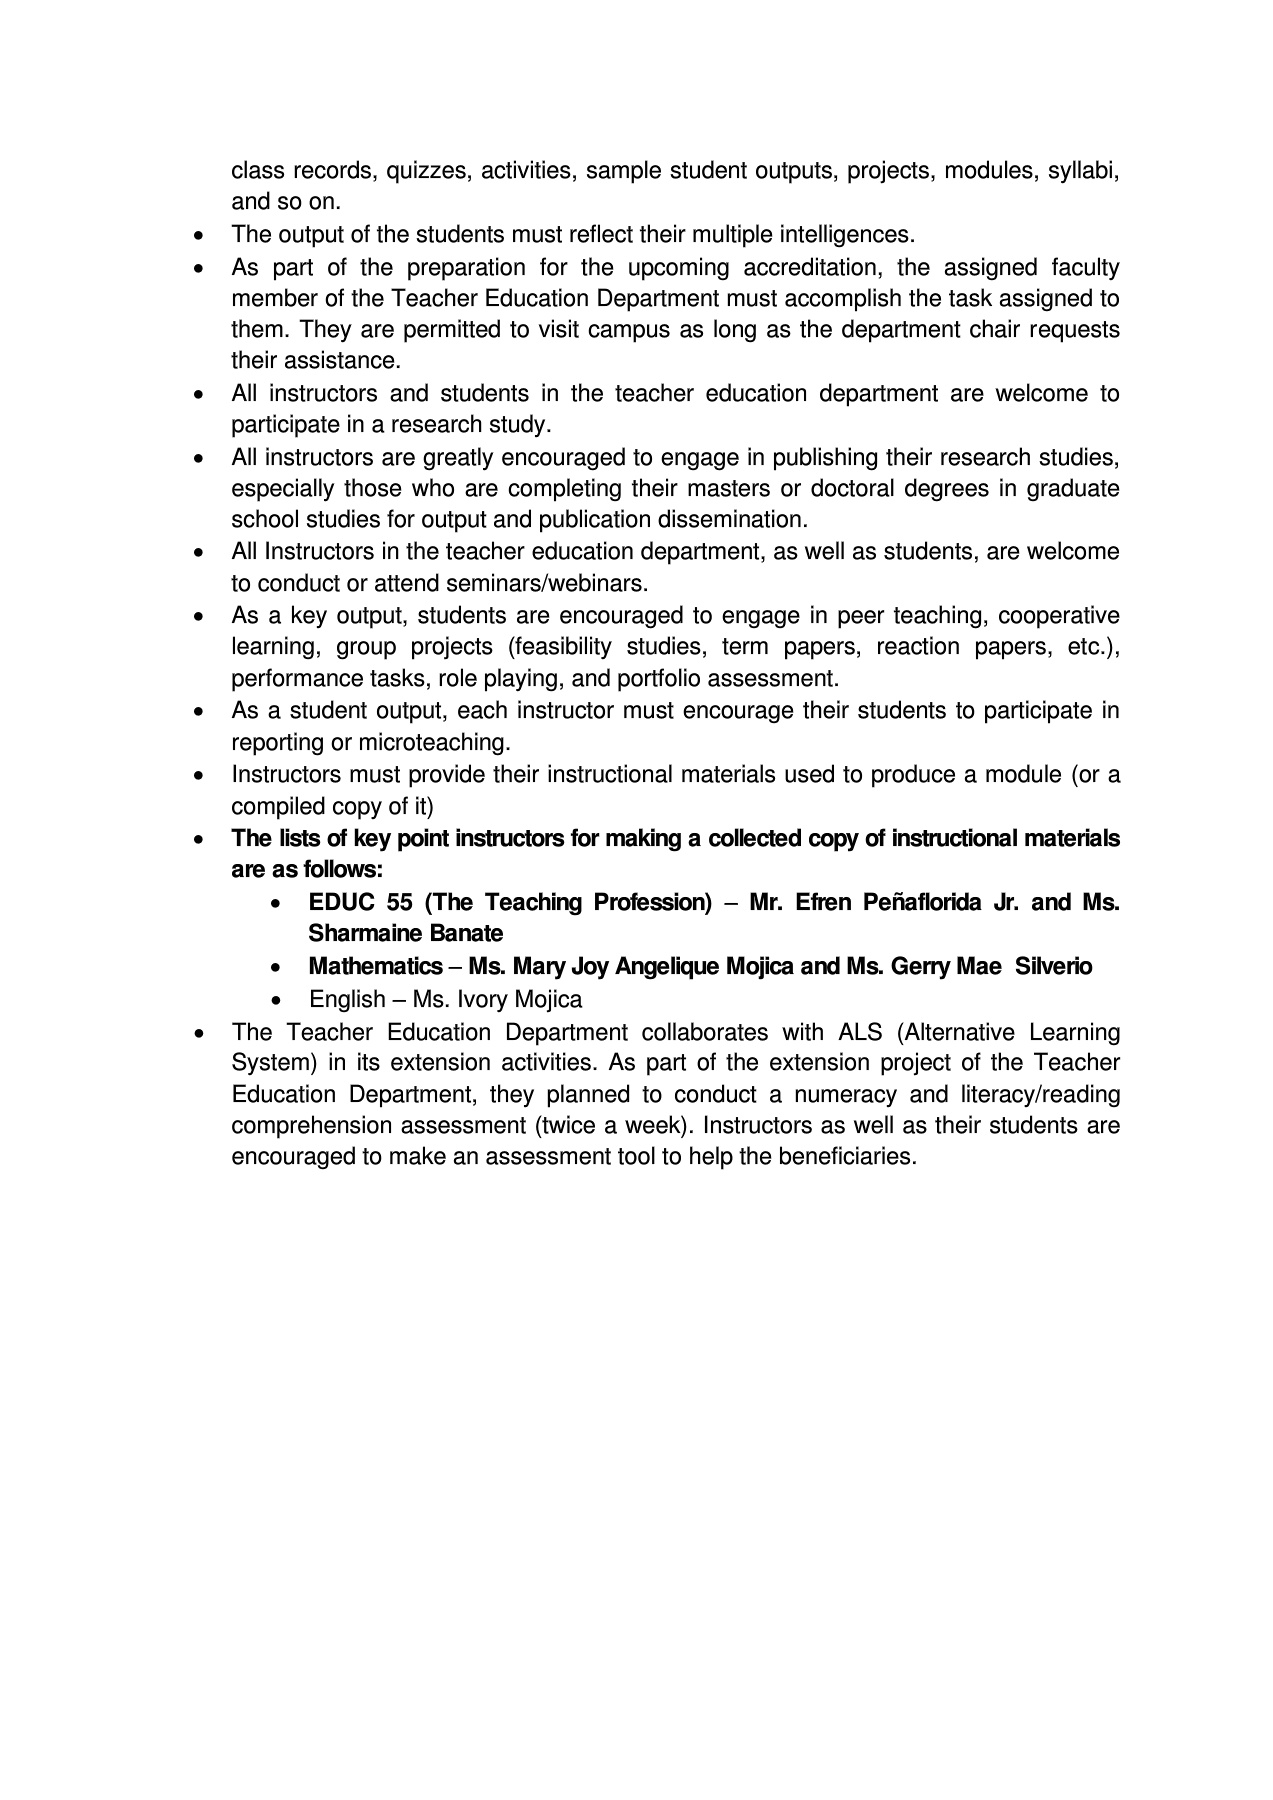 class records, quizzes, activities, sample student outputs, projects, modules, syllabi,
and so on.
• The output of the students must reflect their multiple intelligences.
• As part of the preparation for the upcoming accreditation, the assigned faculty
member of the Teacher Education Department must accomplish the task assigned to
them. They are permitted to visit campus as long as the department chair requests
their assistance.
• All instructors and students in the teacher education department are welcome to
participate in a research study.
• All instructors are greatly encouraged to engage in publishing their research studies,
especially those who are completing their masters or doctoral degrees in graduate
school studies for output and publication dissemination.
• All Instructors in the teacher education department, as well as students, are welcome
to conduct or attend seminars/webinars.
• As a key output, students are encouraged to engage in peer teaching, cooperative
learning, group projects (feasibility studies, term papers, reaction papers, etc.),
performance tasks, role playing, and portfolio assessment.
• As a student output, each instructor must encourage their students to participate in
reporting or microteaching.
• Instructors must provide their instructional materials used to produce a module (or a
compiled copy of it)
• The lists of key point instructors for making a collected copy of instructional materials
are as follows:
• EDUC 55 (The Teaching Profession) – Mr. Efren Peñaflorida Jr. and Ms.
Sharmaine Banate
• Mathematics – Ms. Mary Joy Angelique Mojica and Ms. Gerry Mae Silverio
• English – Ms. Ivory Mojica
• The Teacher Education Department collaborates with ALS (Alternative Learning
System) in its extension activities. As part of the extension project of the Teacher
Education Department, they planned to conduct a numeracy and literacy/reading
comprehension assessment (twice a week). Instructors as well as their students are
encouraged to make an assessment tool to help the beneficiaries.